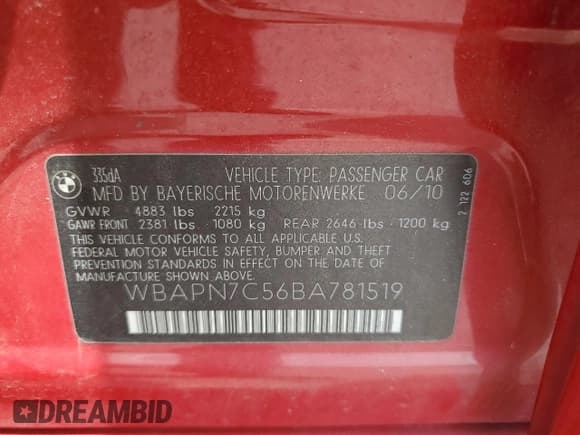 BMW
335dA
VEHICLE TYPE: PASSENGER CAR
MFD BY BAYERISCHE MOTORENWERKE 06/10
GVWR 4883 lbs 2215 kg
GAWR FRONT 2381 lbs - 1080 kg REAR 2646 lbs - 1200 kg
THIS VEHICLE CONFORMS TO ALL APPLICABLE U.S.
FEDERAL MOTOR VEHICLE SAFETY, BUMPER, AND THEFT
PREVENTION STANDARDS IN EFFECT ON THE DATE OF
MANUFACTURE SHOWN ABOVE.
WBAPN7C56BA781519
2 122 606
DREAMBID